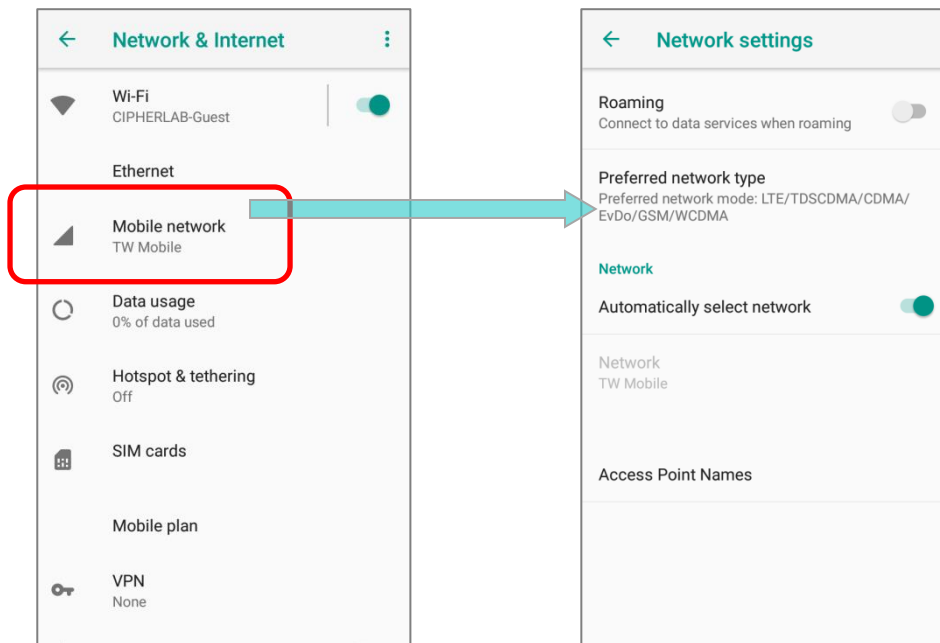 Network & Internet
Wi-Fi
CIPHERLAB-Guest
Ethernet
Mobile network
TW Mobile
Data usage
0% of data used
Hotspot & tethering
Off
SIM cards
Mobile plan
VPN
None
Network settings
Roaming
Connect to data services when roaming
Preferred network type
Preferred network mode: LTE/TDSCDMA/CDMA/
EvDo/GSM/WCDMA
Network
Automatically select network
Network
TW Mobile
Access Point Names